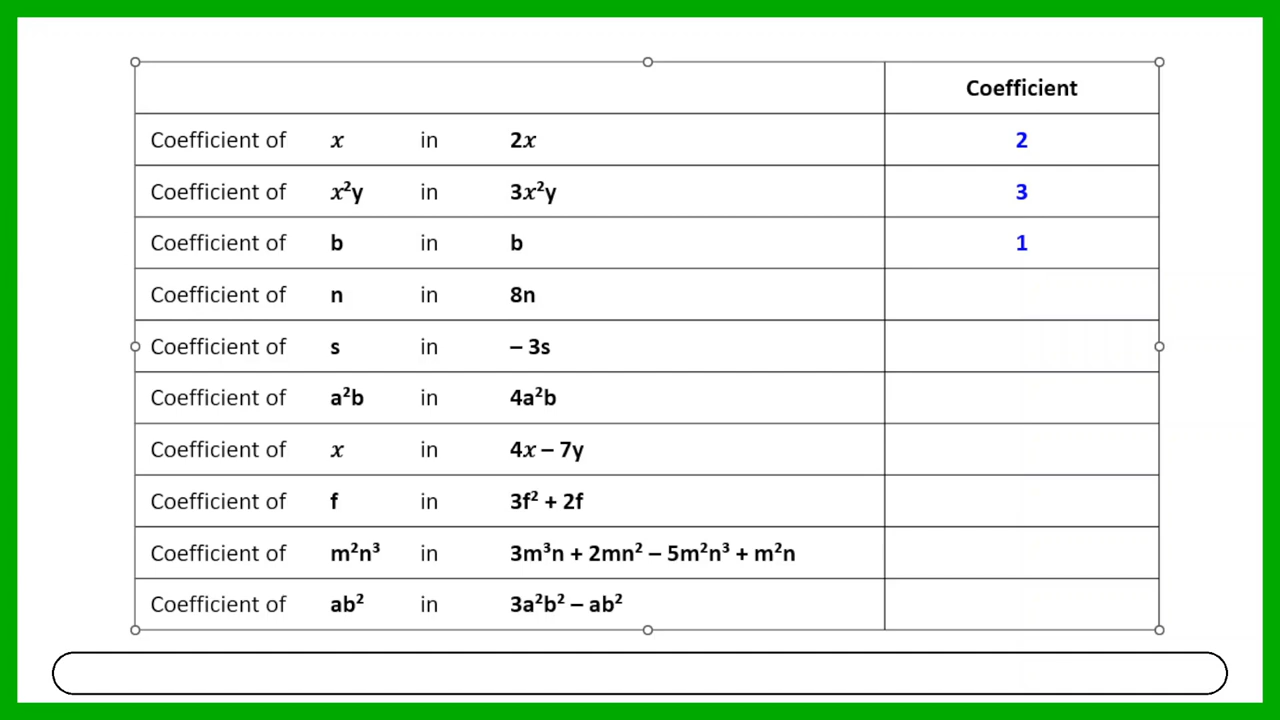 Coefficient
Coefficient of x in 2x 2
Coefficient of x²y in 3x²y 3
Coefficient of b in b 1
Coefficient of n in 8n
Coefficient of s in – 3s
Coefficient of a²b in 4a²b
Coefficient of x in 4x – 7y
Coefficient of f in 3f² + 2f
Coefficient of m²n³ in 3m³n + 2mn² – 5m²n³ + m²n
Coefficient of ab² in 3a²b² – ab²